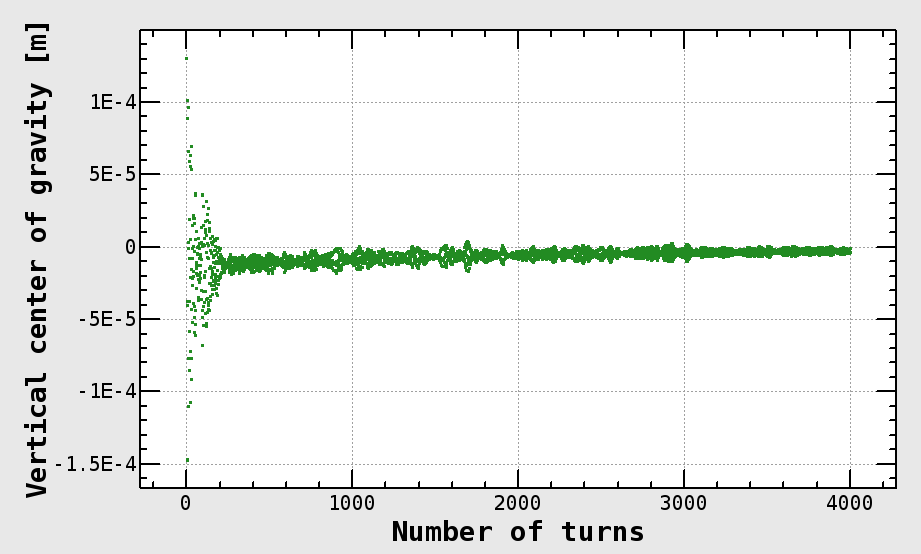 Vertical center of gravity [m]
1E-4
5E-5
0
-5E-5
-1E-4
-1.5E-4
0 1000 2000 3000 4000
Number of turns